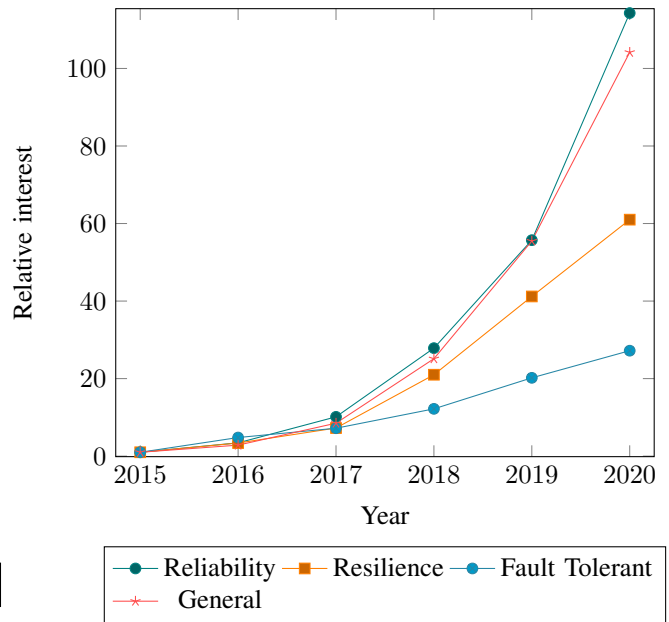 100
80
60
40
20
0
Relative interest
2015 2016 2017 2018 2019 2020
Year
Reliability Resilience Fault Tolerant
General